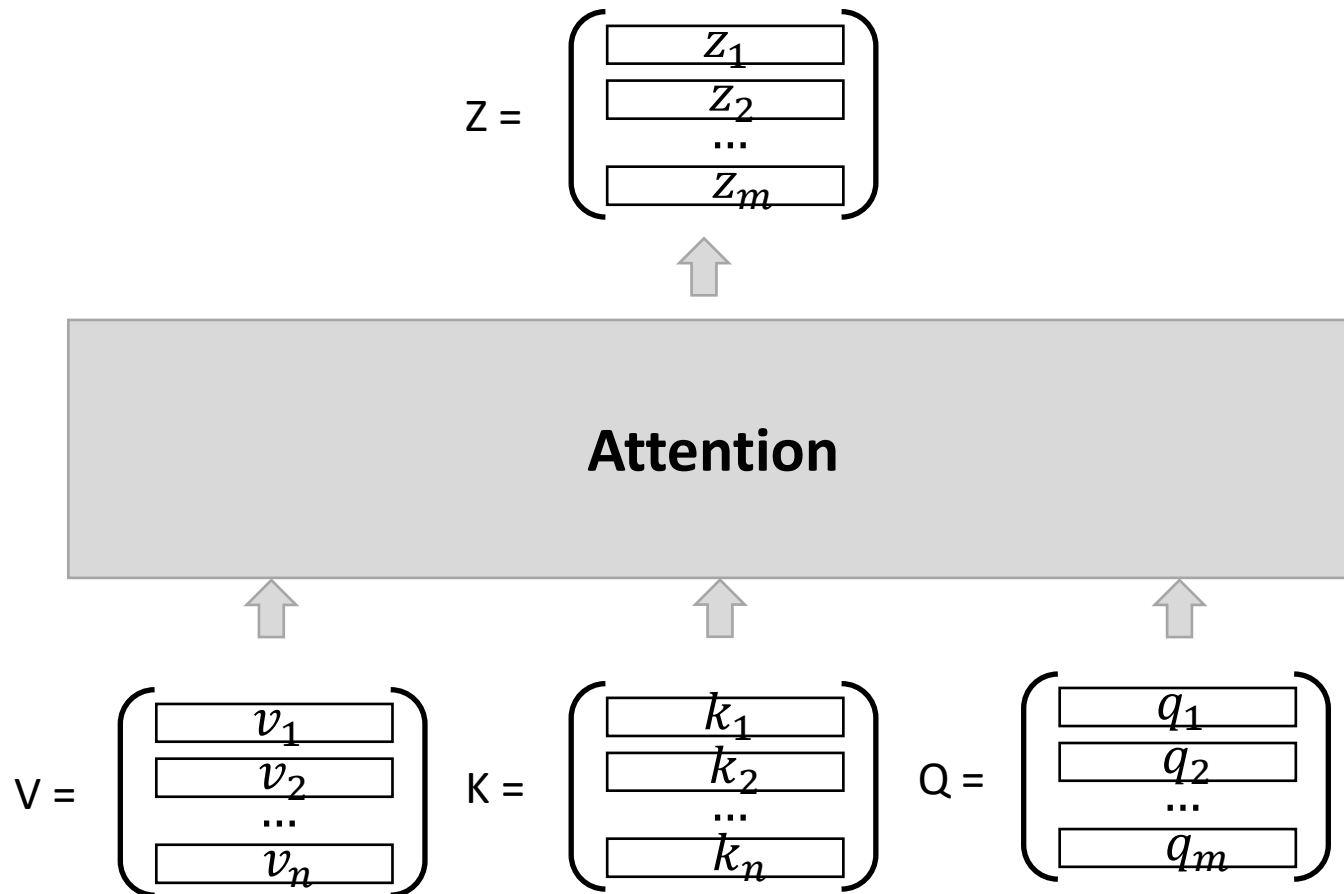 z₁
Z = z₂
...
zₘ
Attention
v₁ k₁ q₁
V = v₂ K = k₂ Q = q₂
... ... ...
vₙ kₙ qₘ